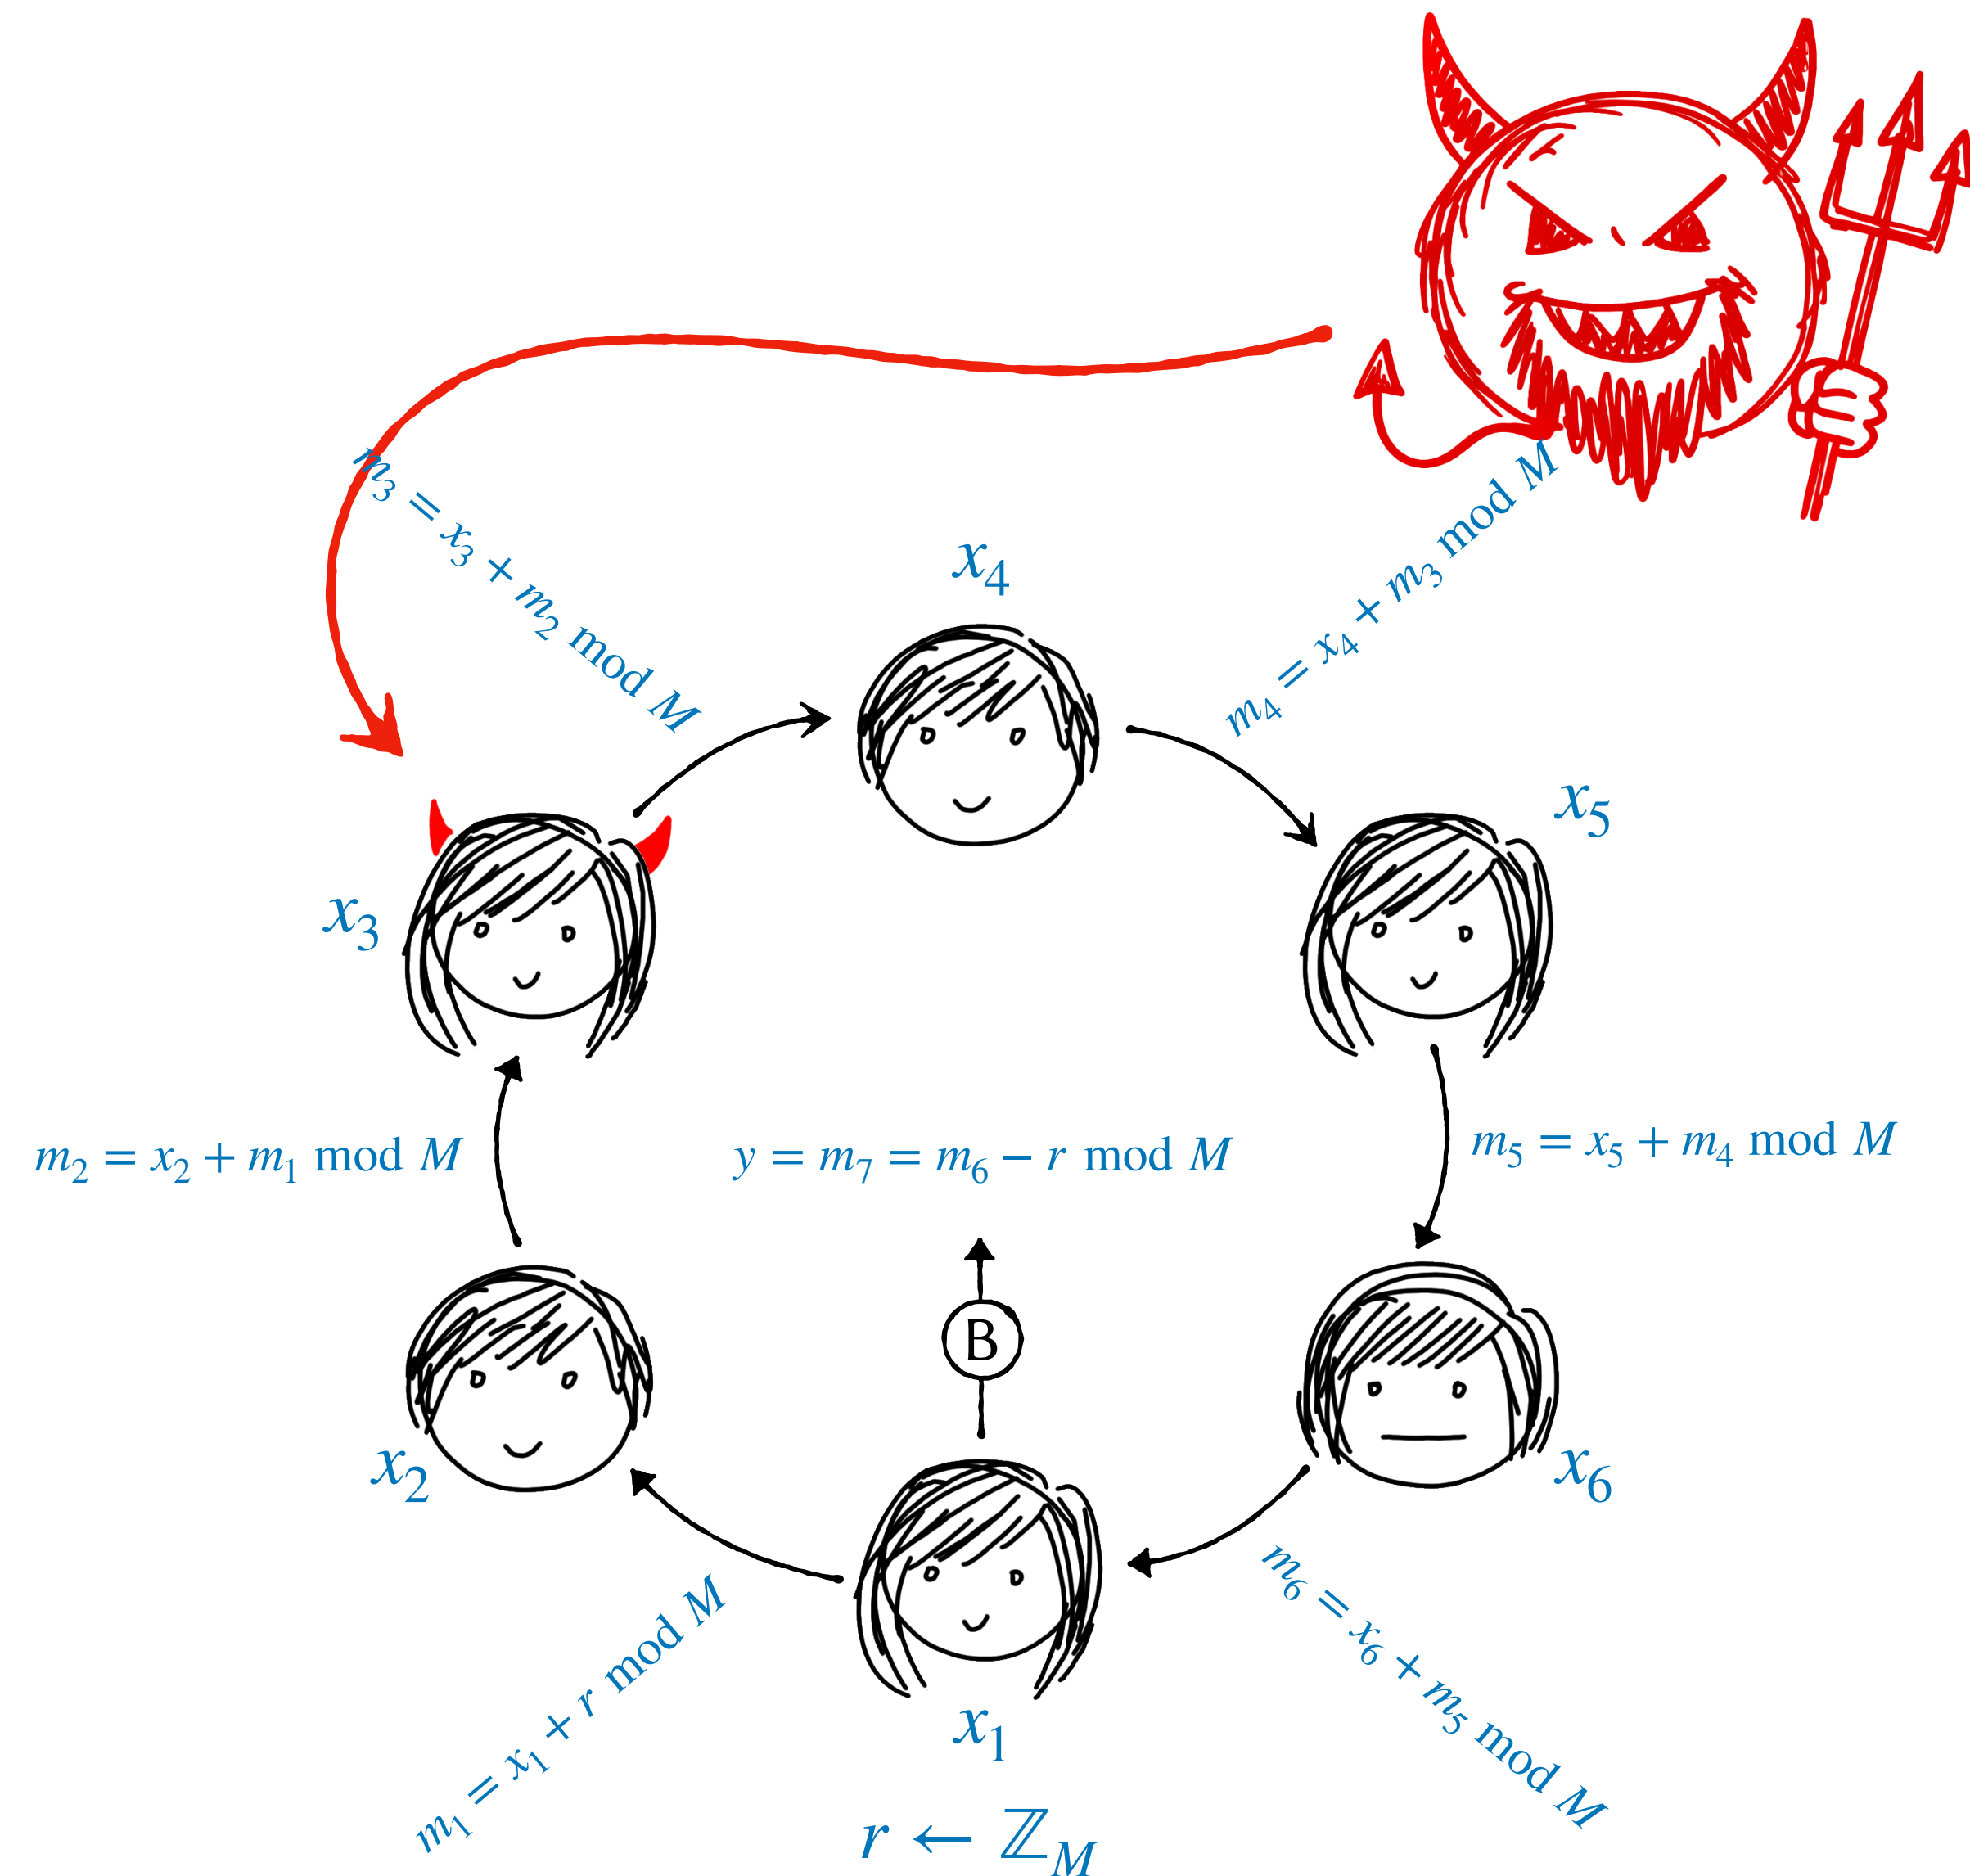 m₃ = x₃ + m₂ mod M
x₄
m₄ = x₄ + m₃ mod M
x₅
x₃
m₂ = x₂ + m₁ mod M
y = m₇ = m₆ − r mod M
m₅ = x₅ + m₄ mod M
B
x₂
x₆
m₁ = x₁ + r mod M
x₁
m₆ = x₆ + m₅ mod M
r ← ℤ_M